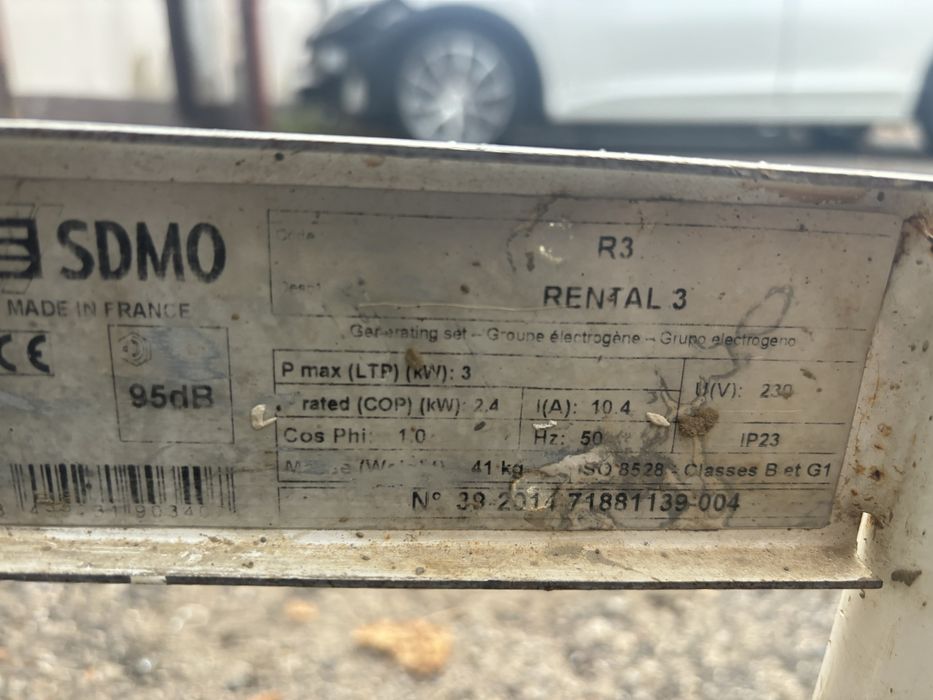 SDMO
MADE IN FRANCE
CE
95dB
Code R3
RENTAL 3
Generating set - Groupe électrogène - Grupo electrogeno
P max (LTP) (kW): 3
U(V): 230
rated (COP) (kW): 2.4
I(A): 10.4
Cos Phi: 1.0
Hz: 50
IP23
41 kg
ISO 8528 - Classes B et G1
N° 39-2014 71881139-004